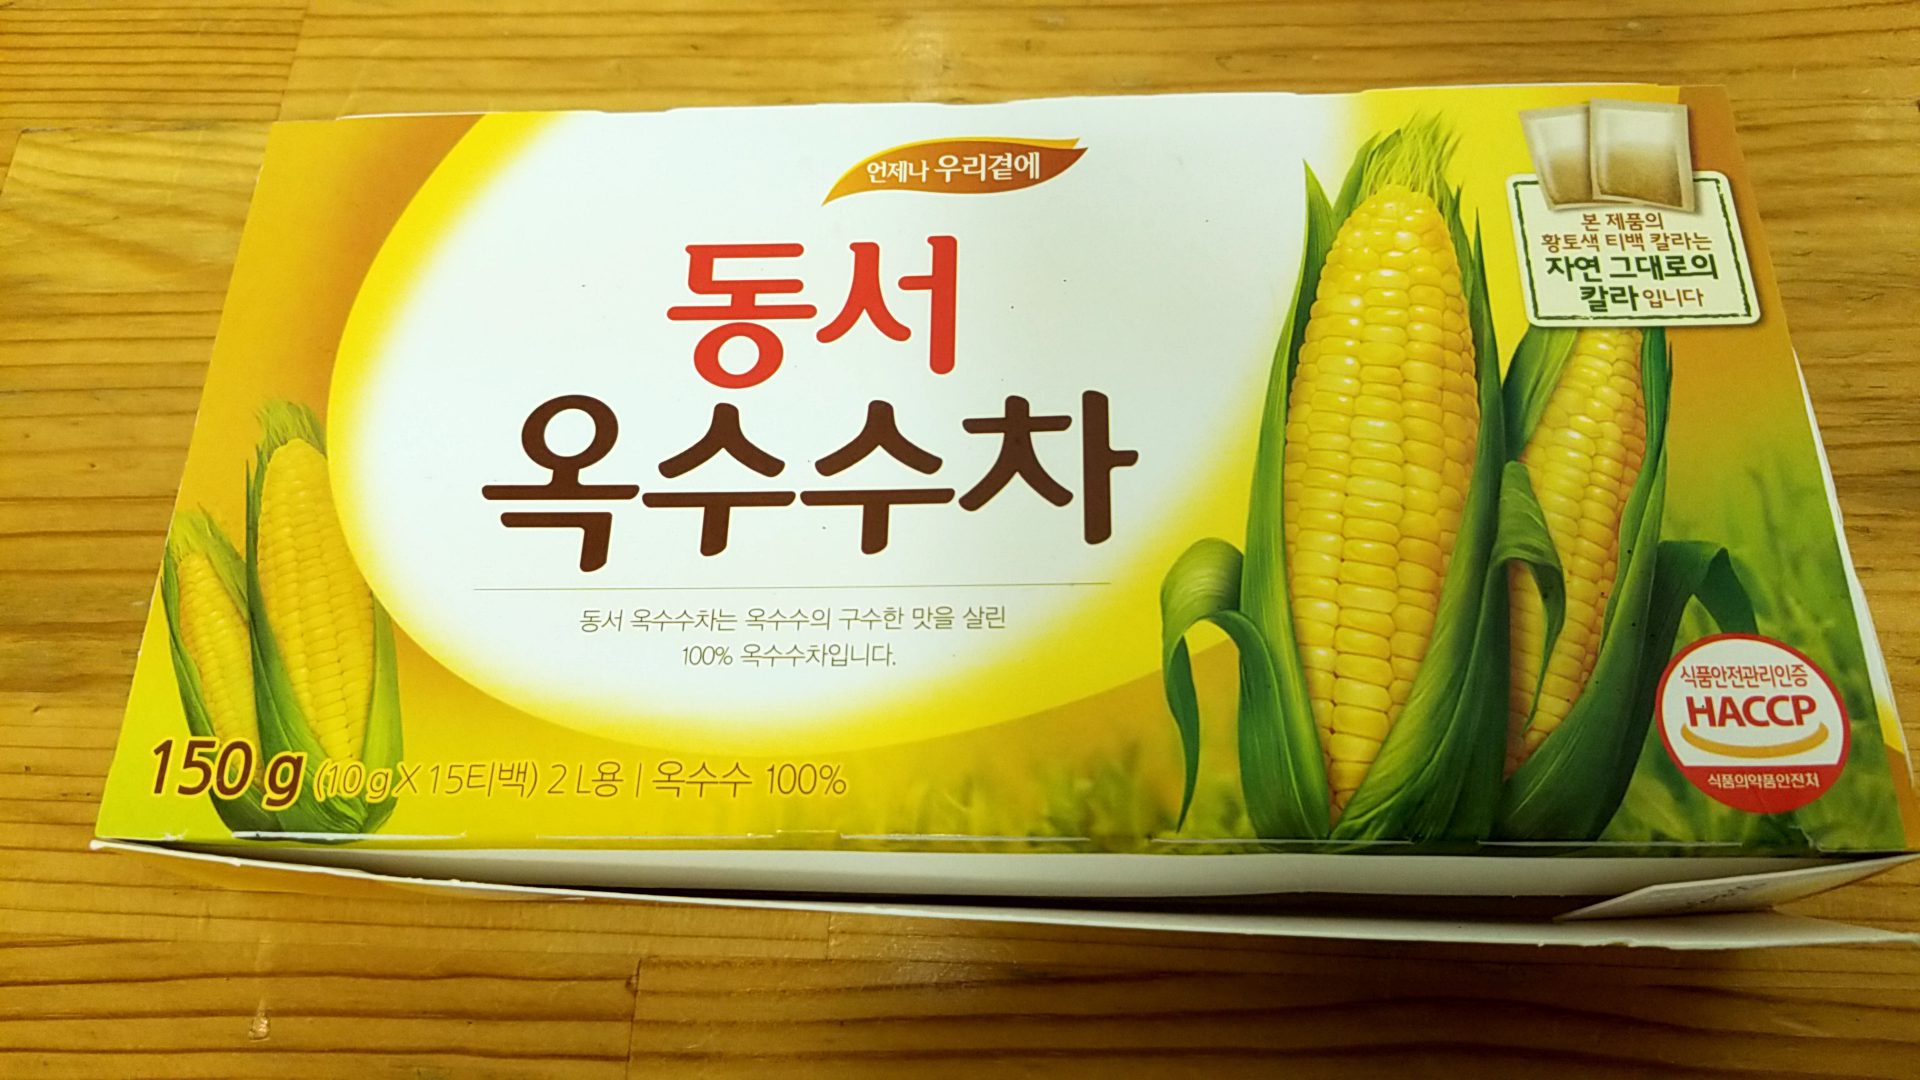 언제나 우리곁에
동서
옥수수차
동서 옥수수차는 옥수수의 구수한 맛을 살린
100% 옥수수차입니다.
150 g (10 g X 15티백) 2 L용 | 옥수수 100%
본 제품의
황토색 티백 칼라는
자연 그대로의
칼라입니다
식품안전관리인증
HACCP
식품의약품안전처